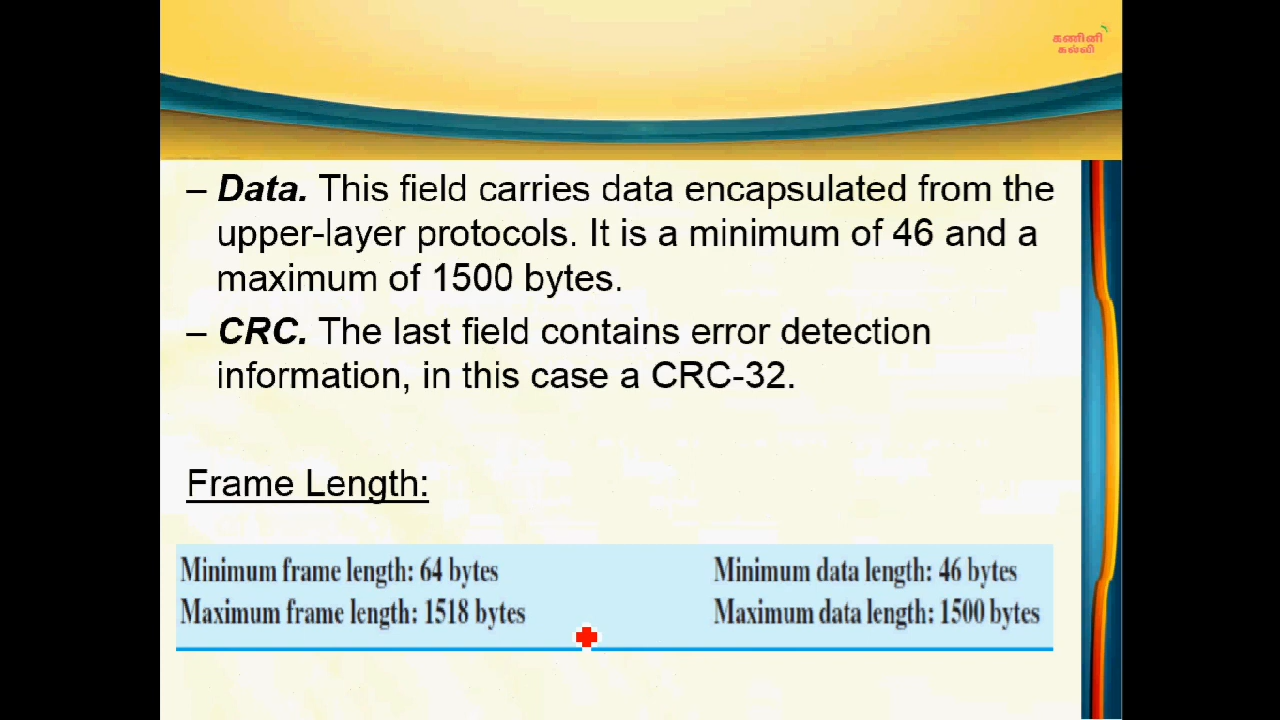 கணினி
கல்வி
– Data. This field carries data encapsulated from the
upper-layer protocols. It is a minimum of 46 and a
maximum of 1500 bytes.
– CRC. The last field contains error detection
information, in this case a CRC-32.
Frame Length:
Minimum frame length: 64 bytes Minimum data length: 46 bytes
Maximum frame length: 1518 bytes Maximum data length: 1500 bytes